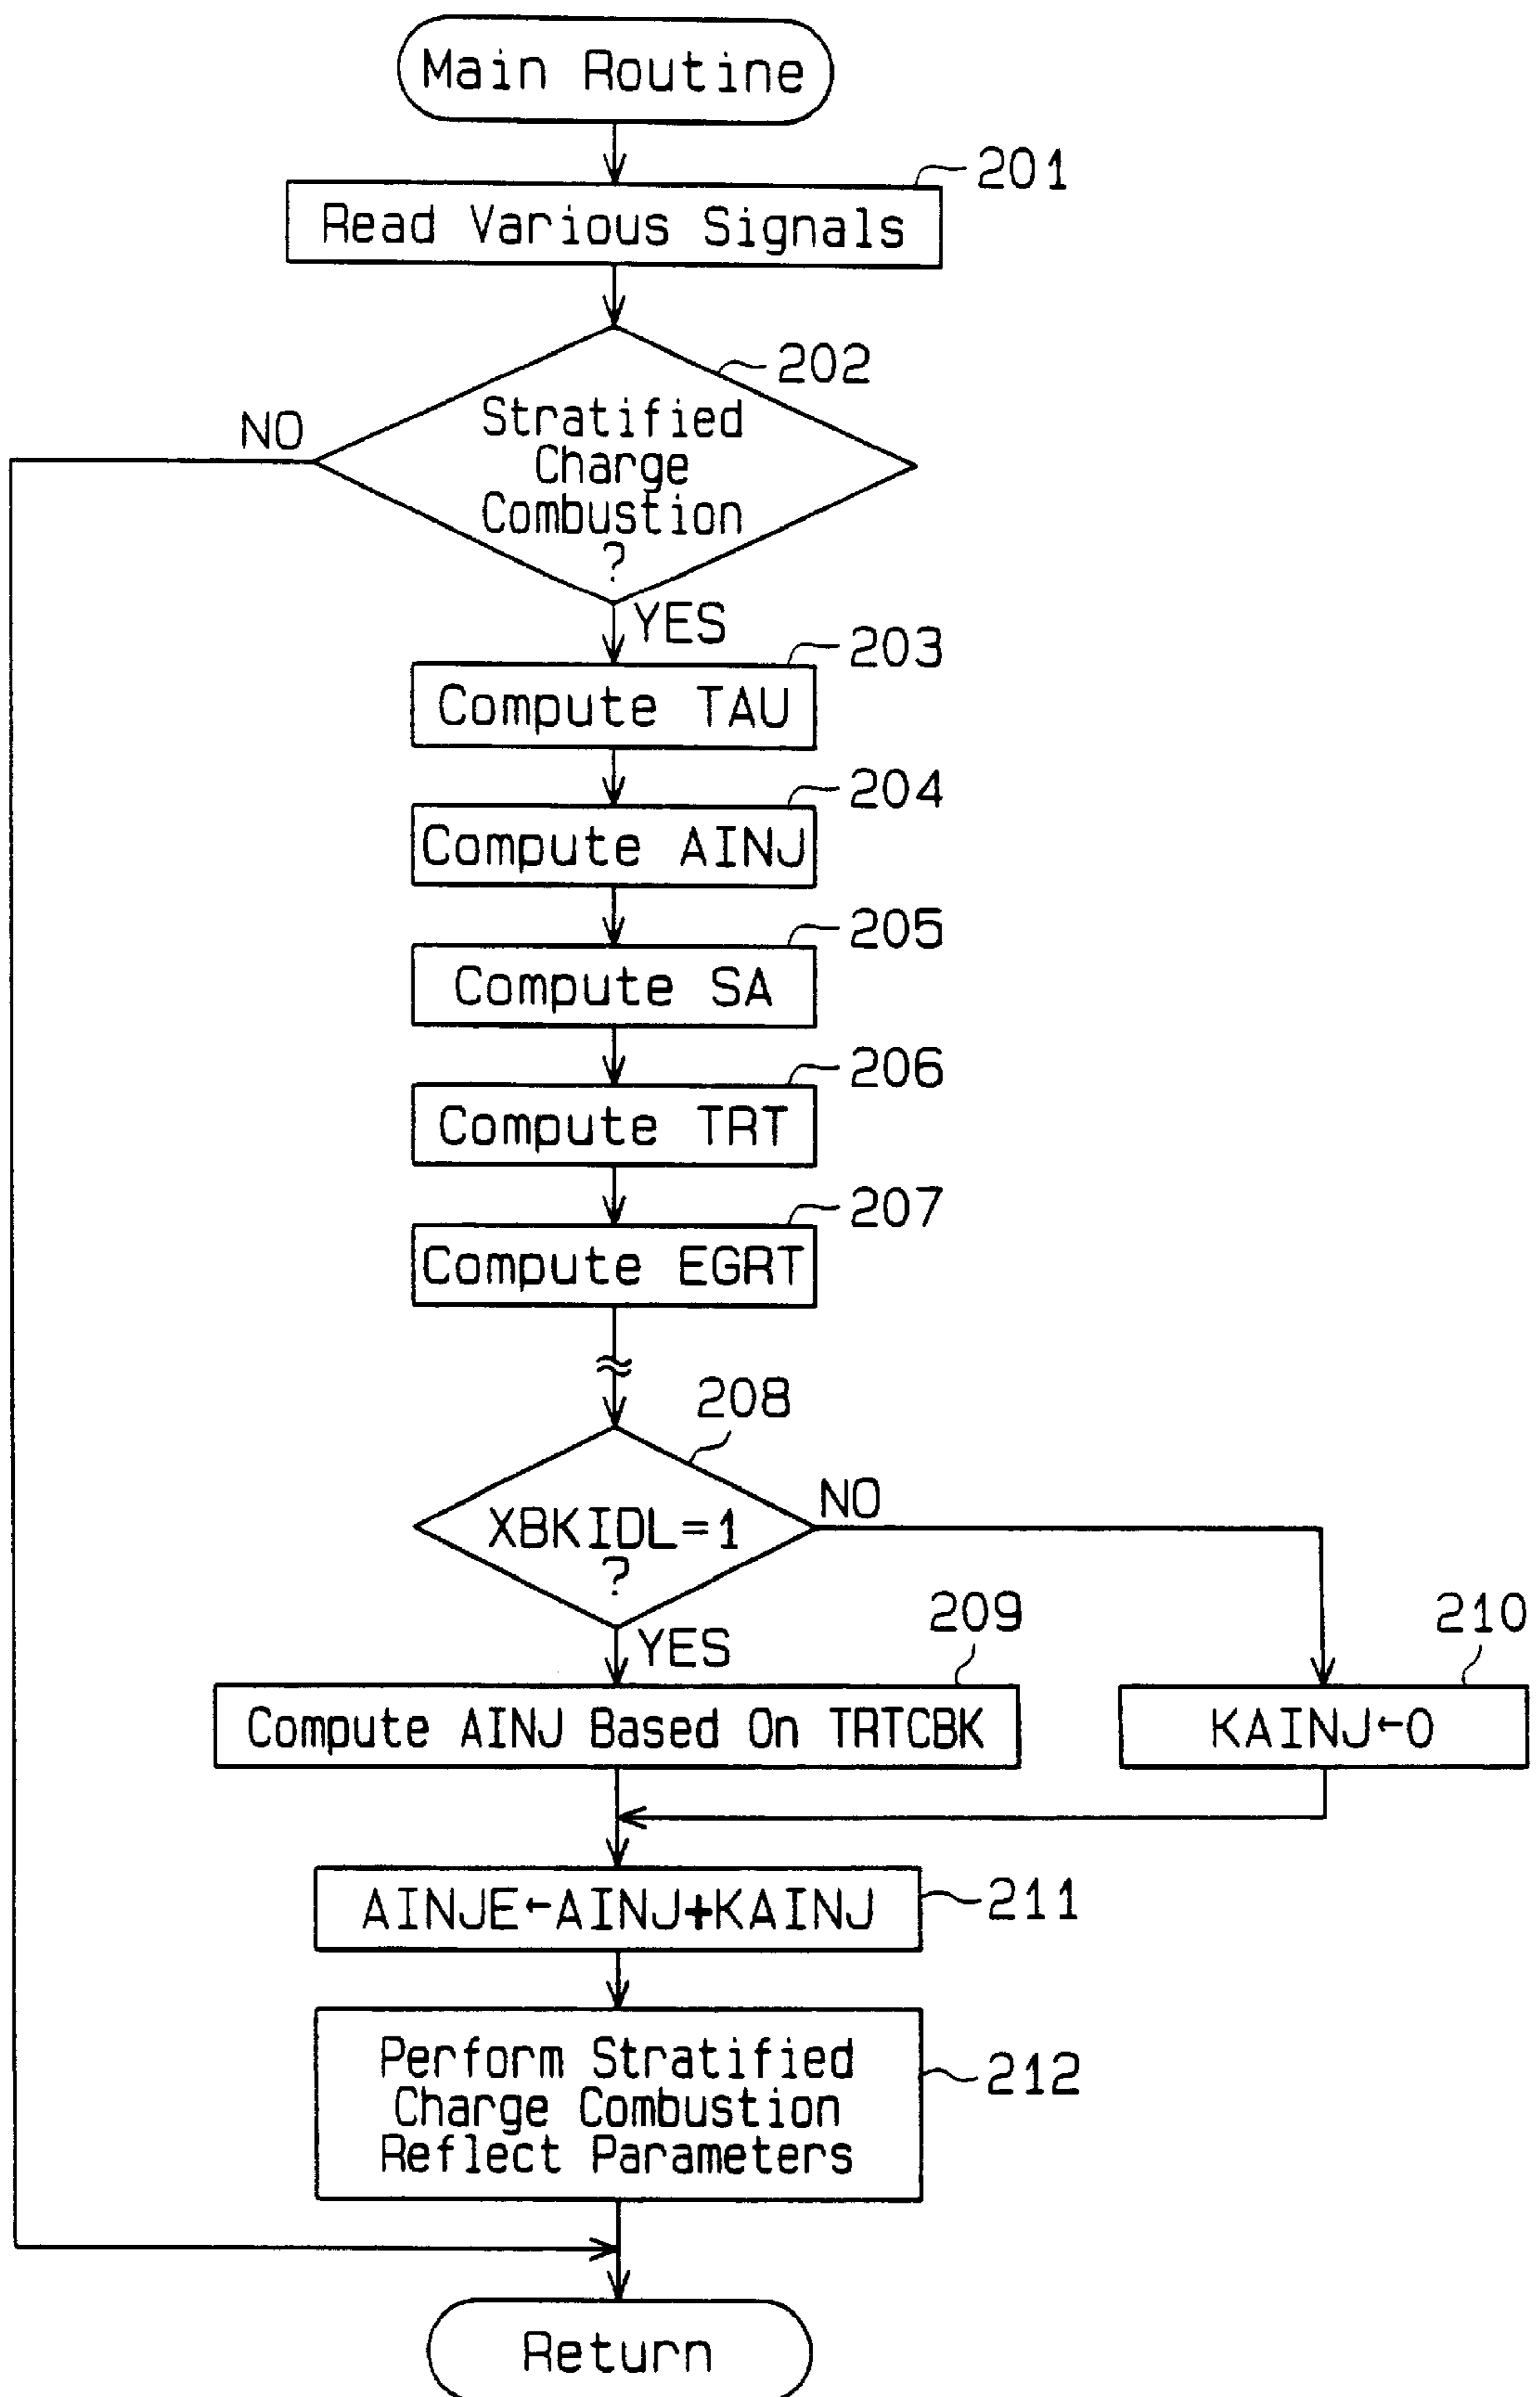 Main Routine
201
Read Various Signals
202
Stratified
Charge
Combustion
?
NO
YES
203
Compute TAU
204
Compute AINJ
205
Compute SA
206
Compute TRT
207
Compute EGRT
208
XBKIDL=1
?
NO
YES
209
Compute AINJ Based On TRTCBK
210
KAINJ←0
AINJE←AINJ+KAINJ
211
Perform Stratified
Charge Combustion
Reflect Parameters
212
Return